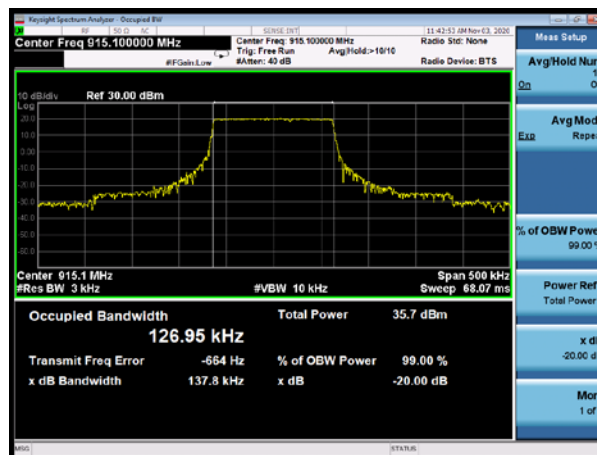 Keysight Spectrum Analyzer - Occupied BW
RF 50 Ω AC SENSE:INT 11:42:53 AM Nov 03, 2020
Center Freq 915.100000 MHz
Center Freq: 915.100000 MHz
Radio Std: None
Trig: Free Run Avg|Hold:>10/10
#IFGain:Low #Atten: 40 dB Radio Device: BTS
10 dB/div Ref 30.00 dBm
Log
20.0
10.0
0.00
-10.0
-20.0
-30.0
-40.0
-50.0
-60.0
Center 915.1 MHz Span 500 kHz
#Res BW 3 kHz #VBW 10 kHz Sweep 68.07 ms
Occupied Bandwidth Total Power 35.7 dBm
126.95 kHz
Transmit Freq Error -664 Hz % of OBW Power 99.00 %
x dB Bandwidth 137.8 kHz x dB -20.00 dB
MSG STATUS
Meas Setup
Avg/Hold Num
1
On O
Avg Mod
Exp Repea
% of OBW Powe
99.00 %
Power Ref
Total Power
x d
-20.00 d
Mor
1 of